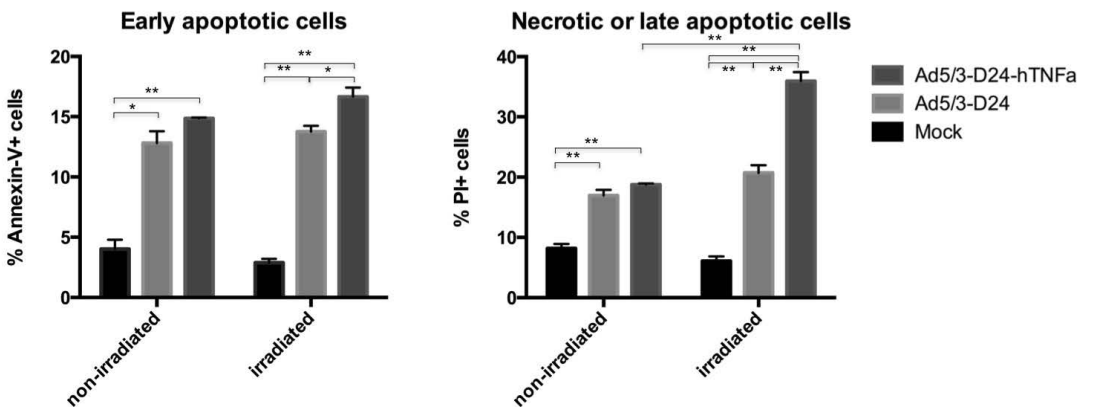 Early apoptotic cells
% Annexin-V+ cells
20
15
10
5
0
**
*
**
**
*
non-irradiated
irradiated
Necrotic or late apoptotic cells
% PI+ cells
40
30
20
10
0
**
**
**
**
**
**
non-irradiated
irradiated
Ad5/3-D24-hTNFa
Ad5/3-D24
Mock